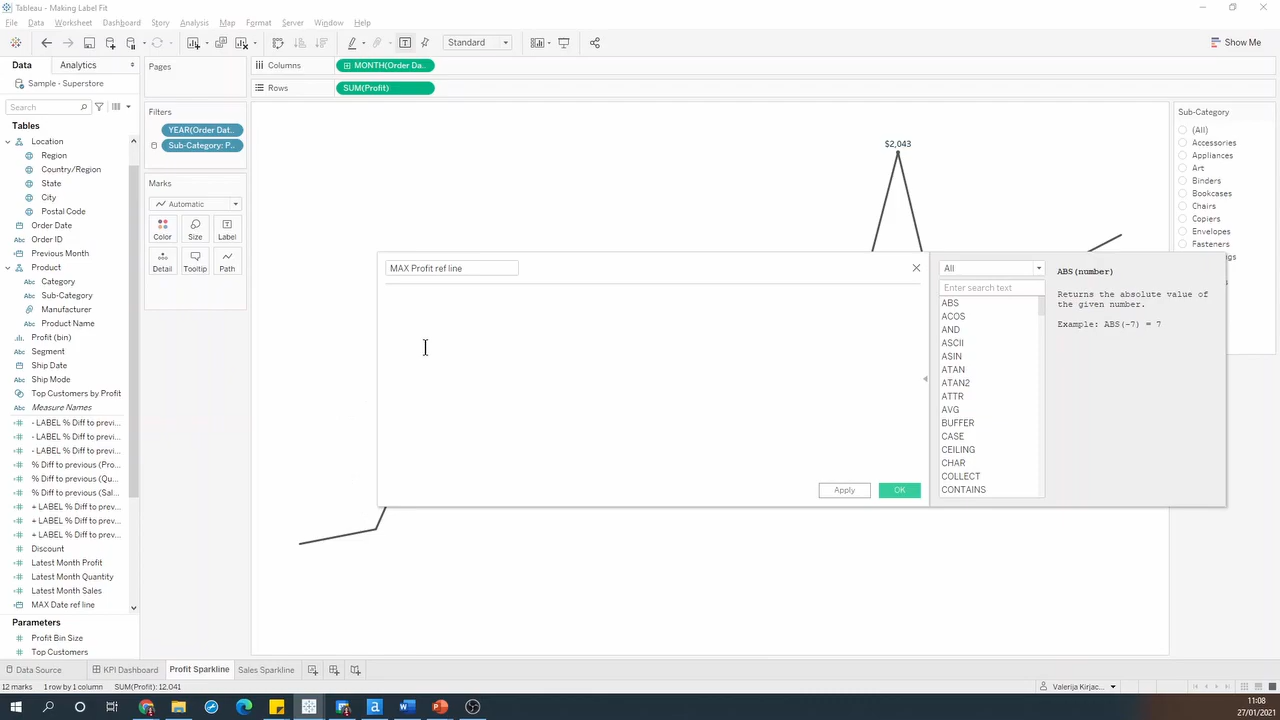 Tableau - Making Label Fit
File Data Worksheet Dashboard Story Analysis Map Format Server Window Help
Standard
Show Me
Data Analytics
Sample - Superstore
Search
Tables
Location
Region
Country/Region
State
City
Postal Code
Order Date
Order ID
Previous Month
Product
Category
Sub-Category
Manufacturer
Product Name
Profit (bin)
Segment
Ship Date
Ship Mode
Top Customers by Profit
Measure Names
- LABEL % Diff to previ...
- LABEL % Diff to previ...
- LABEL % Diff to previ...
% Diff to previous (Pro...
% Diff to previous (Qu...
% Diff to previous (Sal...
+ LABEL % Diff to prev...
+ LABEL % Diff to prev...
+ LABEL % Diff to prev...
Discount
Latest Month Profit
Latest Month Quantity
Latest Month Sales
MAX Date ref line
Parameters
Profit Bin Size
Top Customers
Pages
Filters
YEAR(Order Dat..
Sub-Category: P..
Marks
Automatic
Color Size Label
Detail Tooltip Path
Columns MONTH(Order Da..
Rows SUM(Profit)
$2,043
MAX Profit ref line
Apply OK
All
Enter search text
ABS
ACOS
AND
ASCII
ASIN
ATAN
ATAN2
ATTR
AVG
BUFFER
CASE
CEILING
CHAR
COLLECT
CONTAINS
ABS(number)
Returns the absolute value of
the given number.
Example: ABS(-7) = 7
Sub-Category
(All)
Accessories
Appliances
Art
Binders
Bookcases
Chairs
Copiers
Envelopes
Fasteners
Data Source KPI Dashboard Profit Sparkline Sales Sparkline
12 marks 1 row by 1 column SUM(Profit): 12,041
Valerija Kirjac...
11:08
27/01/2021